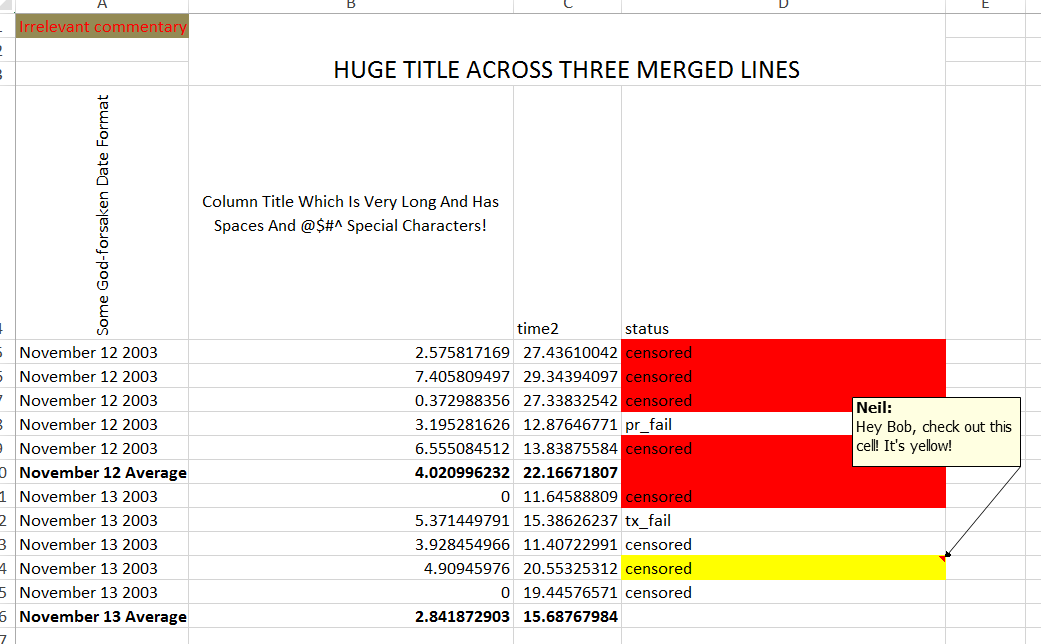 A B C D E
Irrelevant commentary
HUGE TITLE ACROSS THREE MERGED LINES
Some God-forsaken Date Format
Column Title Which Is Very Long And Has
Spaces And @$#^ Special Characters!
time2 status
November 12 2003 2.575817169 27.43610042 censored
November 12 2003 7.405809497 29.34394097 censored
November 12 2003 0.372988356 27.33832542 censored
November 12 2003 3.195281626 12.87646771 pr_fail
November 12 2003 6.555084512 13.83875584 censored
November 12 Average 4.020996232 22.16671807
November 13 2003 0 11.64588809 censored
November 13 2003 5.371449791 15.38626237 tx_fail
November 13 2003 3.928454966 11.40722991 censored
November 13 2003 4.90945976 20.55325312 censored
November 13 2003 0 19.44576571 censored
November 13 Average 2.841872903 15.68767984
Neil:
Hey Bob, check out this
cell! It's yellow!